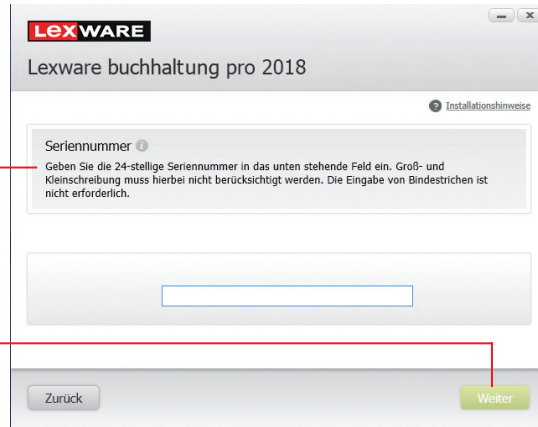 LEXWARE
Lexware buchhaltung pro 2018
Installationshinweise
Seriennummer
Geben Sie die 24-stellige Seriennummer in das unten stehende Feld ein. Groß- und
Kleinschreibung muss hierbei nicht berücksichtigt werden. Die Eingabe von Bindestrichen ist
nicht erforderlich.
Zurück
Weiter